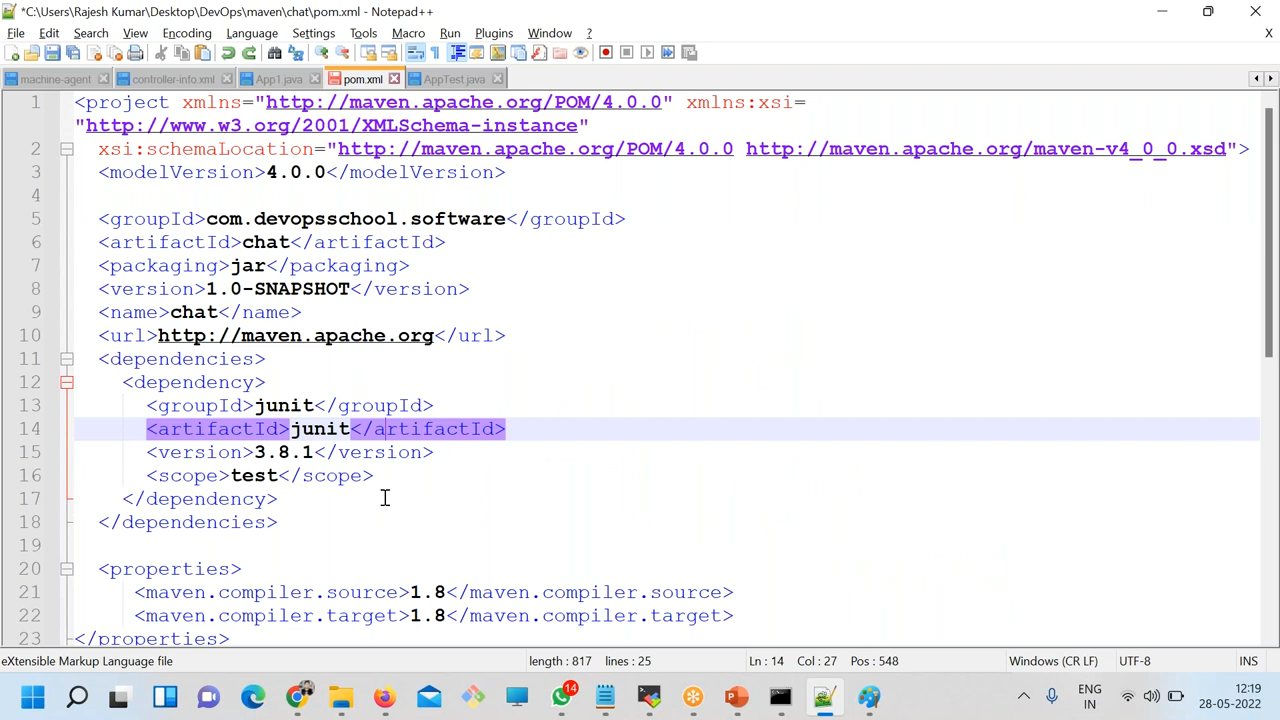 *C:\Users\Rajesh Kumar\Desktop\DevOps\maven\chat\pom.xml - Notepad++
File Edit Search View Encoding Language Settings Tools Macro Run Plugins Window ? X
machine-agent controller-info.xml App1.java pom.xml AppTest.java
1 <project xmlns="http://maven.apache.org/POM/4.0.0" xmlns:xsi=
"http://www.w3.org/2001/XMLSchema-instance"
2 xsi:schemaLocation="http://maven.apache.org/POM/4.0.0 http://maven.apache.org/maven-v4_0_0.xsd">
3 <modelVersion>4.0.0</modelVersion>
4
5 <groupId>com.devopsschool.software</groupId>
6 <artifactId>chat</artifactId>
7 <packaging>jar</packaging>
8 <version>1.0-SNAPSHOT</version>
9 <name>chat</name>
10 <url>http://maven.apache.org</url>
11 <dependencies>
12 <dependency>
13 <groupId>junit</groupId>
14 <artifactId>junit</artifactId>
15 <version>3.8.1</version>
16 <scope>test</scope>
17 </dependency>
18 </dependencies>
19
20 <properties>
21 <maven.compiler.source>1.8</maven.compiler.source>
22 <maven.compiler.target>1.8</maven.compiler.target>
23 </properties>
eXtensible Markup Language file length : 817 lines : 25 Ln : 14 Col : 27 Pos : 548 Windows (CR LF) UTF-8 INS
14 ENG 12:19
IN 28-05-2022